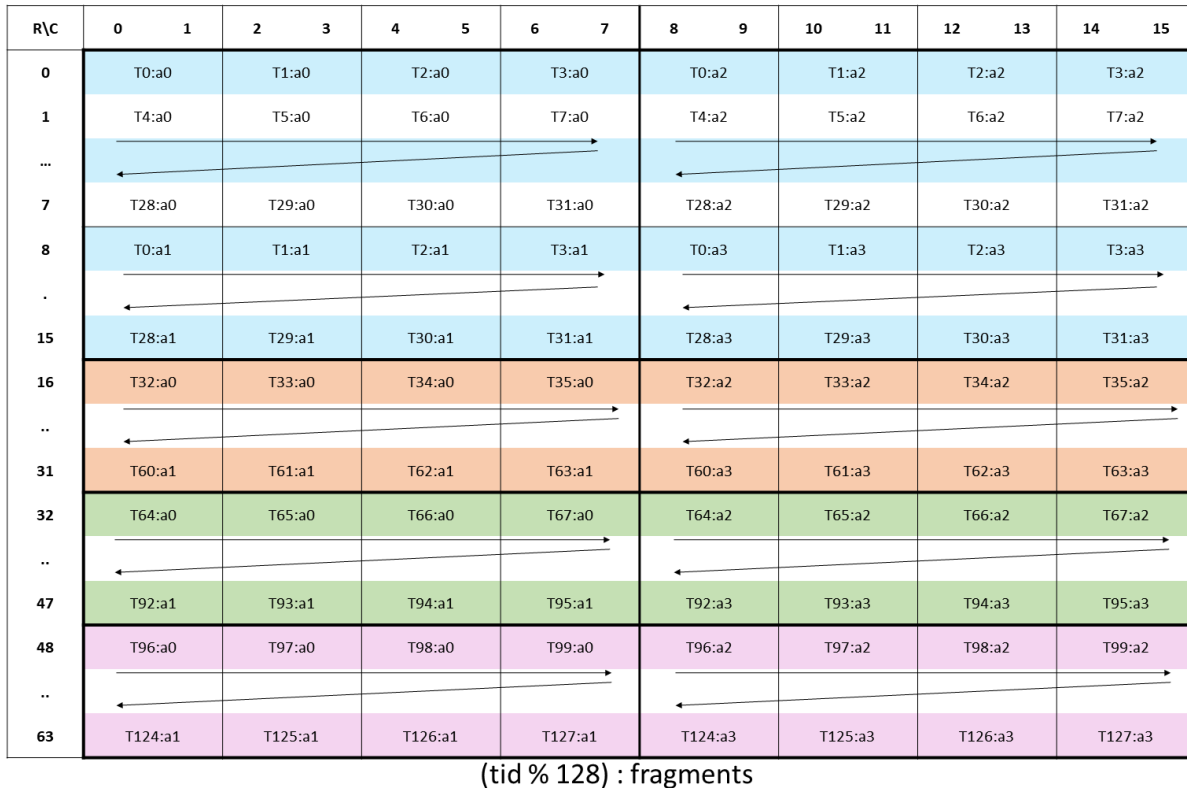 R\C 0 1 2 3 4 5 6 7 8 9 10 11 12 13 14 15
0 T0:a0 T1:a0 T2:a0 T3:a0 T0:a2 T1:a2 T2:a2 T3:a2
1 T4:a0 T5:a0 T6:a0 T7:a0 T4:a2 T5:a2 T6:a2 T7:a2
...
7 T28:a0 T29:a0 T30:a0 T31:a0 T28:a2 T29:a2 T30:a2 T31:a2
8 T0:a1 T1:a1 T2:a1 T3:a1 T0:a3 T1:a3 T2:a3 T3:a3
.
15 T28:a1 T29:a1 T30:a1 T31:a1 T28:a3 T29:a3 T30:a3 T31:a3
16 T32:a0 T33:a0 T34:a0 T35:a0 T32:a2 T33:a2 T34:a2 T35:a2
..
31 T60:a1 T61:a1 T62:a1 T63:a1 T60:a3 T61:a3 T62:a3 T63:a3
32 T64:a0 T65:a0 T66:a0 T67:a0 T64:a2 T65:a2 T66:a2 T67:a2
..
47 T92:a1 T93:a1 T94:a1 T95:a1 T92:a3 T93:a3 T94:a3 T95:a3
48 T96:a0 T97:a0 T98:a0 T99:a0 T96:a2 T97:a2 T98:a2 T99:a2
..
63 T124:a1 T125:a1 T126:a1 T127:a1 T124:a3 T125:a3 T126:a3 T127:a3
(tid % 128) : fragments